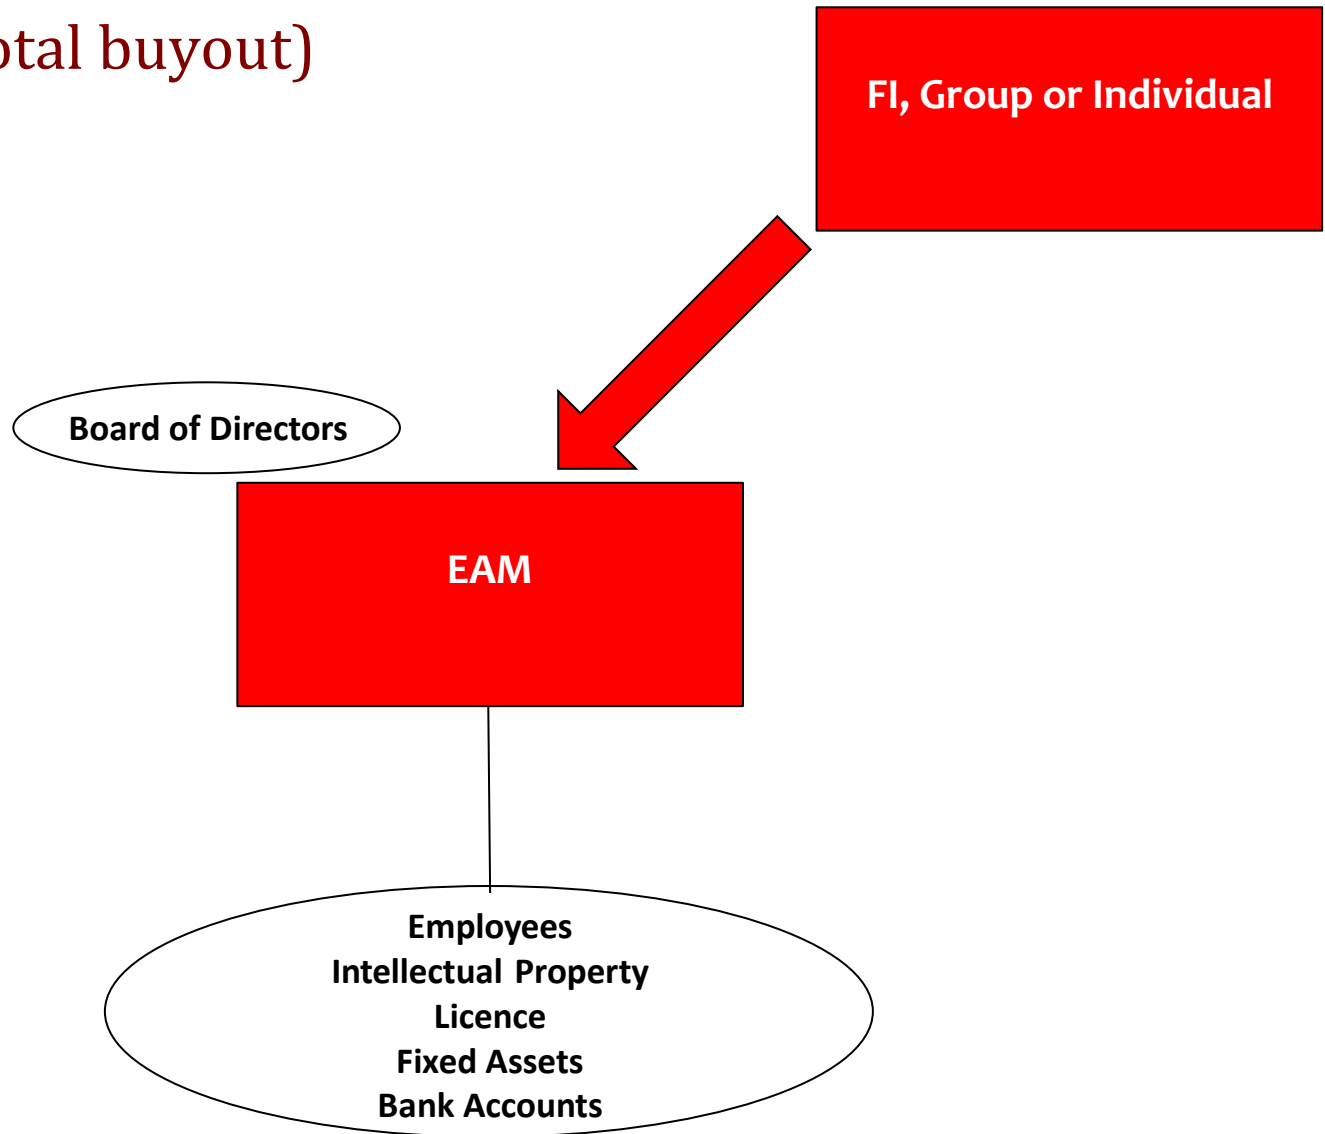 otal buyout)
FI, Group or Individual
Board of Directors
EAM
Employees
Intellectual Property
Licence
Fixed Assets
Bank Accounts